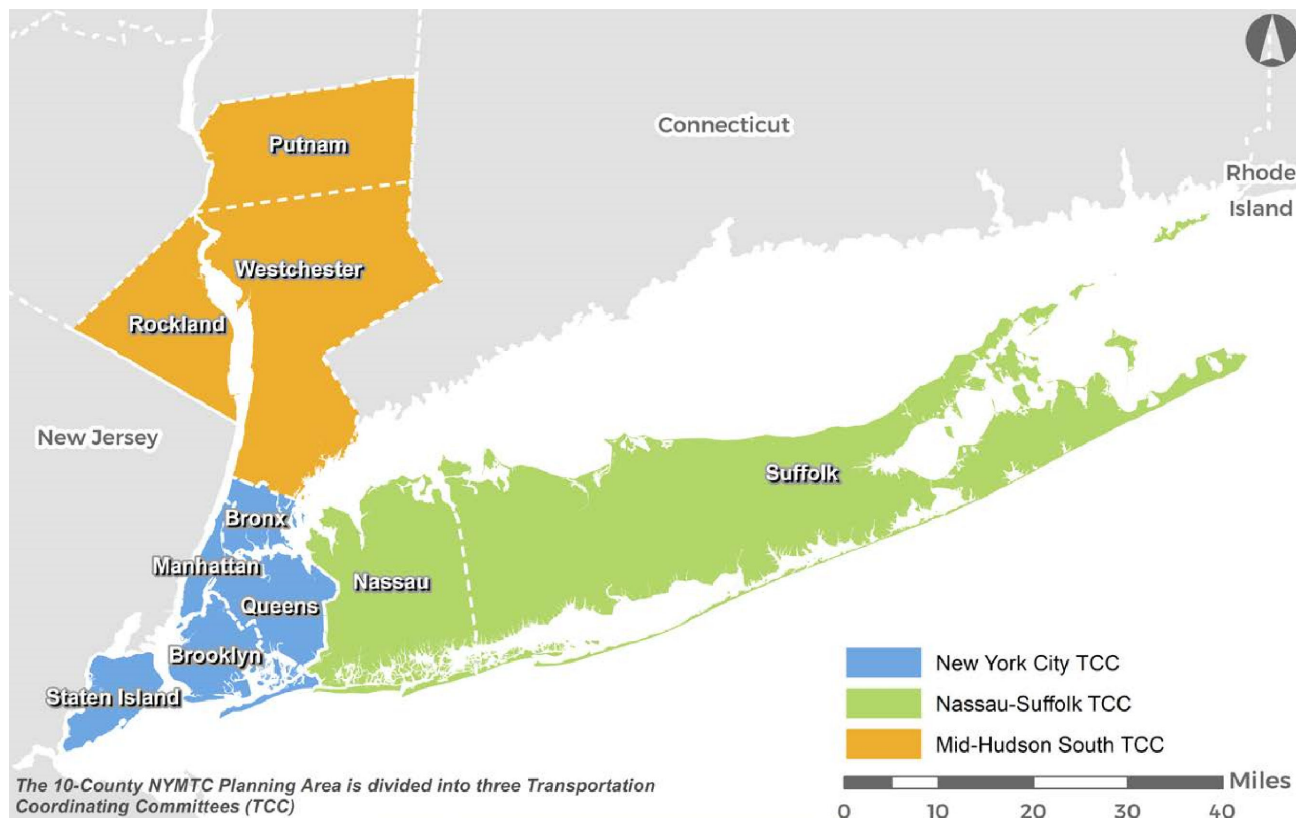 Connecticut
Putnam
Rhode
Island
Westchester
Rockland
New Jersey
Suffolk
Bronx
Manhattan
Nassau
Queens
Brooklyn
Staten Island
New York City TCC
Nassau-Suffolk TCC
Mid-Hudson South TCC
The 10-County NYMTC Planning Area is divided into three Transportation
Coordinating Committees (TCC)
Miles
0 10 20 30 40